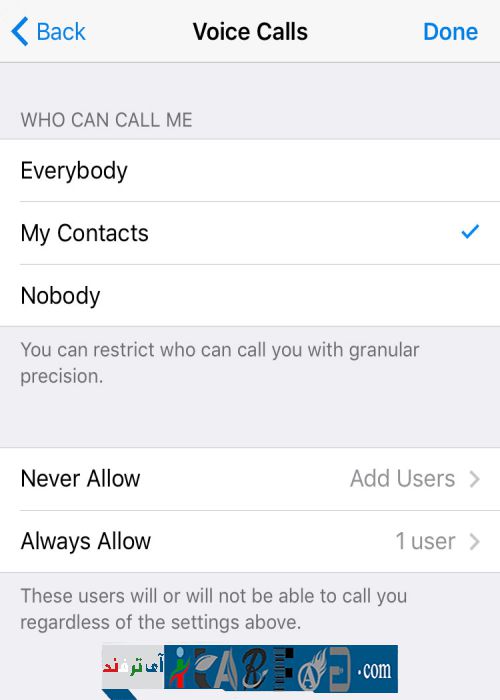 Back
Voice Calls
Done
WHO CAN CALL ME
Everybody
My Contacts
Nobody
You can restrict who can call you with granular
precision.
Never Allow
Add Users
Always Allow
1 user
These users will or will not be able to call you
regardless of the settings above.
آی ترفند
.com